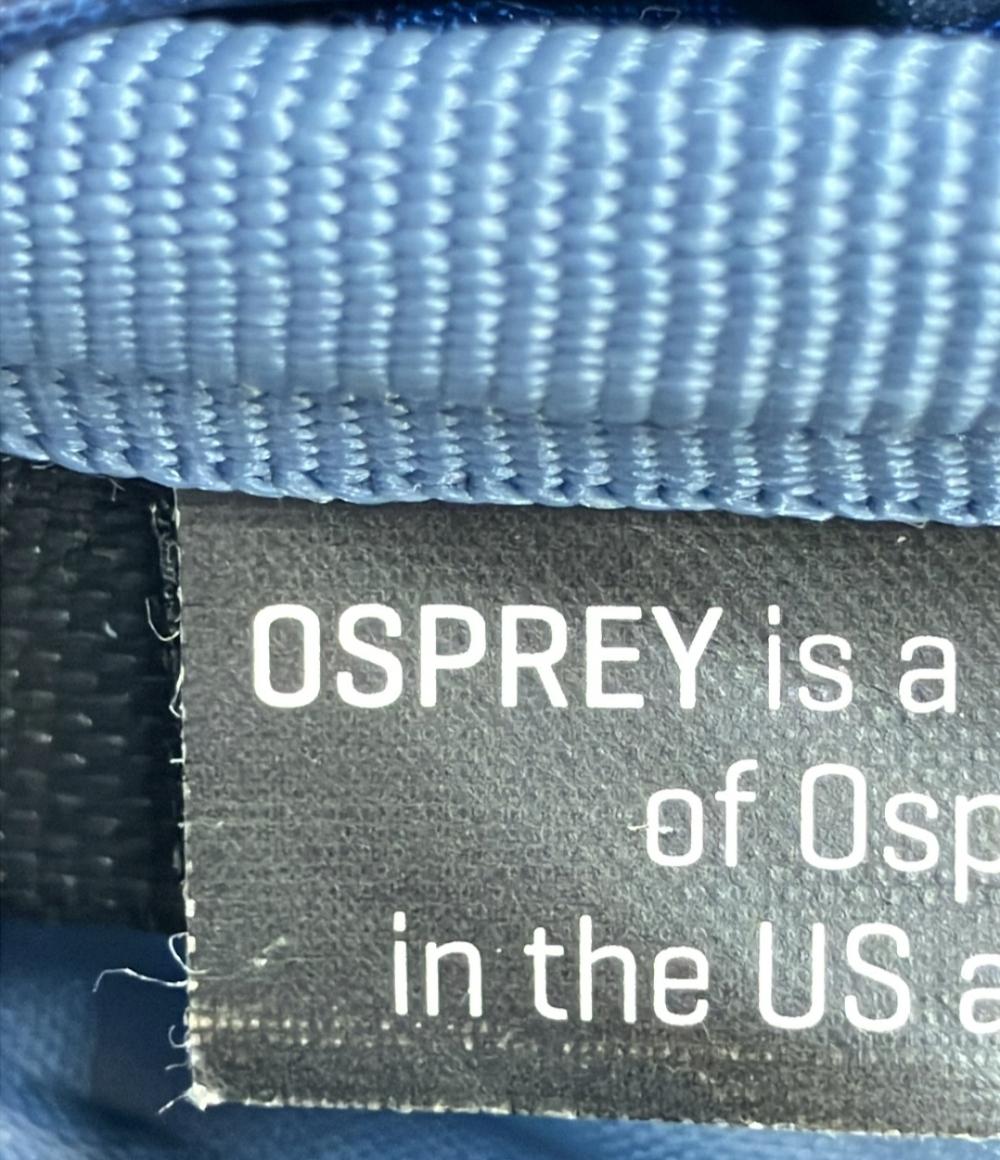 OSPREY is a
of Osp
in the US a